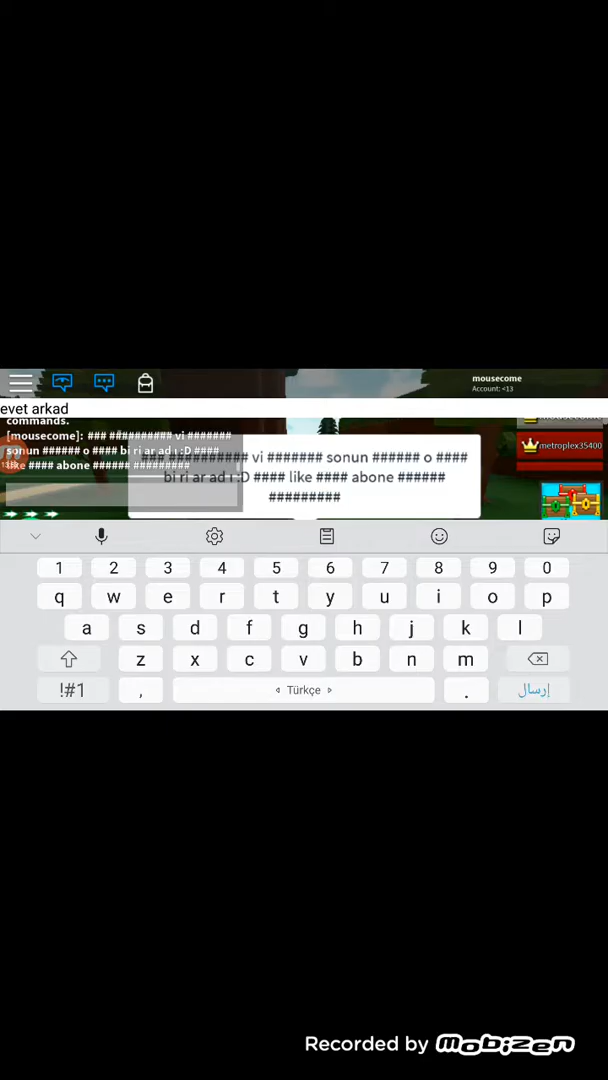 mousecome
Account: <13
evet arkad
commands.
[mousecome]: ### ########## vi #######
sonun ###### o #### bi ri ar ad ı :D ####
like #### abone ###### #########
### ########## vi ####### sonun ###### o ####
bi ri ar ad ı :D #### like #### abone ######
#########
metroplex35400
1 2 3 4 5 6 7 8 9 0
q w e r t y u i o p
a s d f g h j k l
z x c v b n m
!#1 , Türkçe . إرسال
Recorded by mobizen